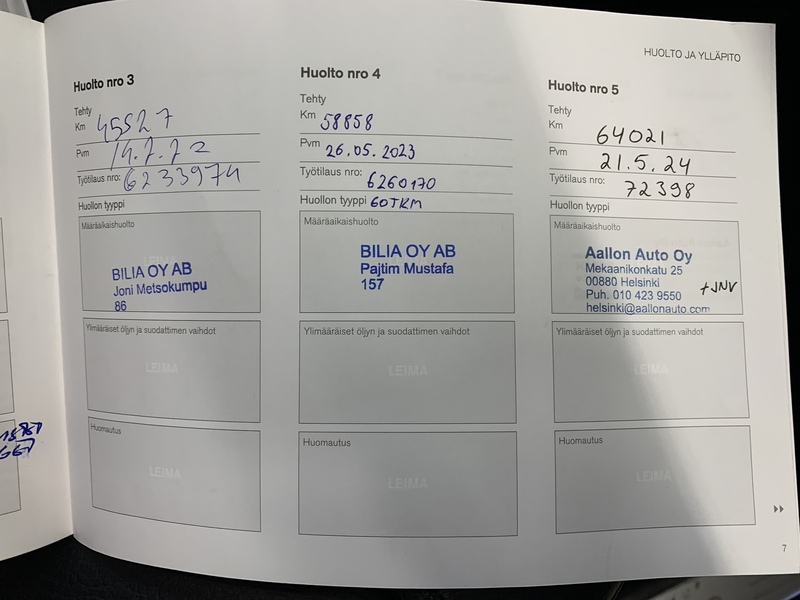 HUOLTO JA YLLÄPITO
Huolto nro 3
Tehty
Km 45527
Pvm 14.7.22
Työtilaus nro: 6233974
Huollon tyyppi
Määräaikaishuolto
BILIA OY AB
Joni Metsokumpu
86
Ylimääräiset öljyn ja suodattimen vaihdot
LEIMA
Huomautus
LEIMA
Huolto nro 4
Tehty
Km 58858
Pvm 26.05.2023
Työtilaus nro: 6260170
Huollon tyyppi 60TKM
Määräaikaishuolto
BILIA OY AB
Pajtim Mustafa
157
Ylimääräiset öljyn ja suodattimen vaihdot
LEIMA
Huomautus
LEIMA
Huolto nro 5
Tehty
Km 64021
Pvm 21.5.24
Työtilaus nro: 72398
Huollon tyyppi
Määräaikaishuolto
Aallon Auto Oy
Mekaanikonkatu 25
00880 Helsinki
Puh. 010 423 9550 +JNV
helsinki@aallonauto.com
Ylimääräiset öljyn ja suodattimen vaihdot
LEIMA
Huomautus
LEIMA
7